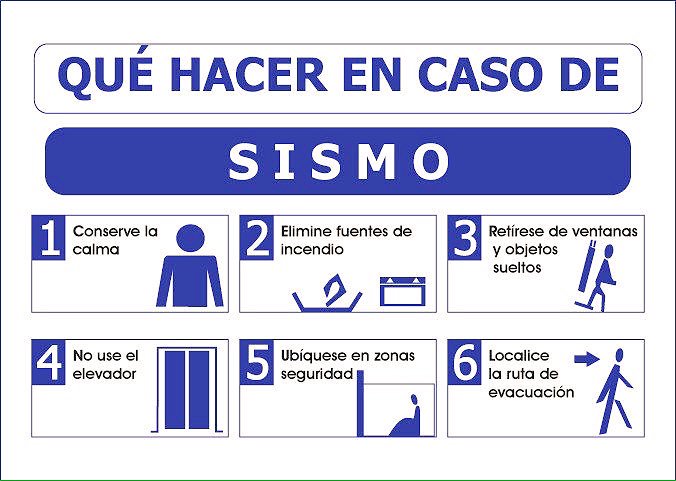 QUÉ HACER EN CASO DE
SISMO
1 Conserve la
calma
2 Elimine fuentes de
incendio
3 Retírese de ventanas
y objetos
sueltos
4 No use el
elevador
5 Ubíquese en zonas
seguridad
6 Localice
la ruta de
evacuación